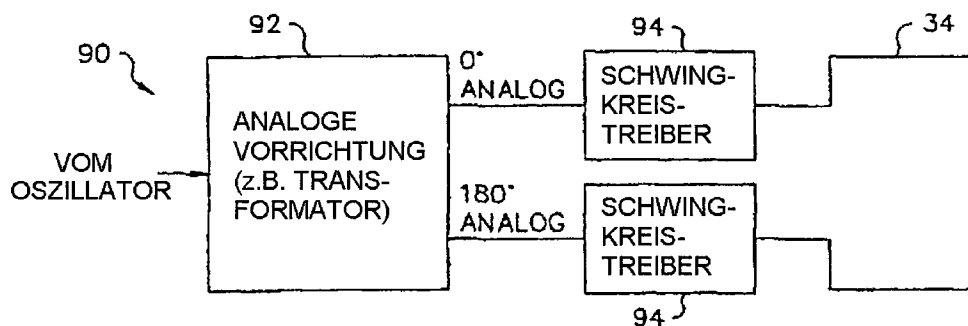 90
92
94
34
VOM
OSZILLATOR
ANALOGE
VORRICHTUNG
(z.B. TRANS-
FORMATOR)
0°
ANALOG
SCHWING-
KREIS-
TREIBER
180°
ANALOG
SCHWING-
KREIS-
TREIBER
94